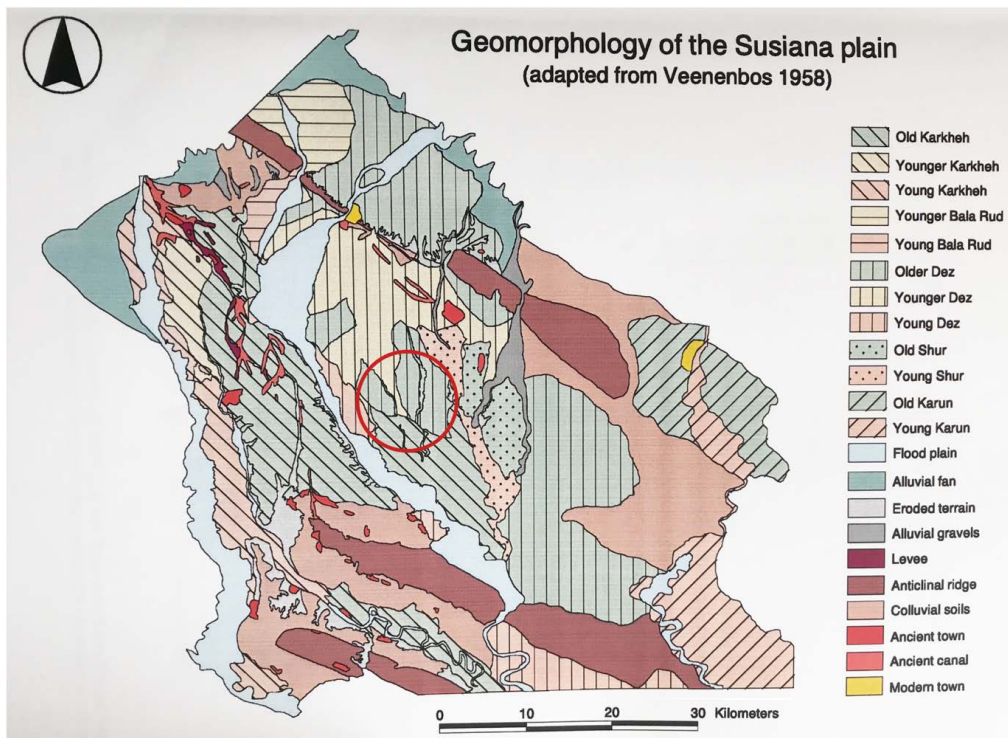 Geomorphology of the Susiana plain
(adapted from Veenenbos 1958)
Old Karkheh
Younger Karkheh
Young Karkheh
Younger Bala Rud
Young Bala Rud
Older Dez
Younger Dez
Young Dez
Old Shur
Young Shur
Old Karun
Young Karun
Flood plain
Alluvial fan
Eroded terrain
Alluvial gravels
Levee
Anticlinal ridge
Colluvial soils
Ancient town
Ancient canal
Modern town
0 10 20 30 Kilometers